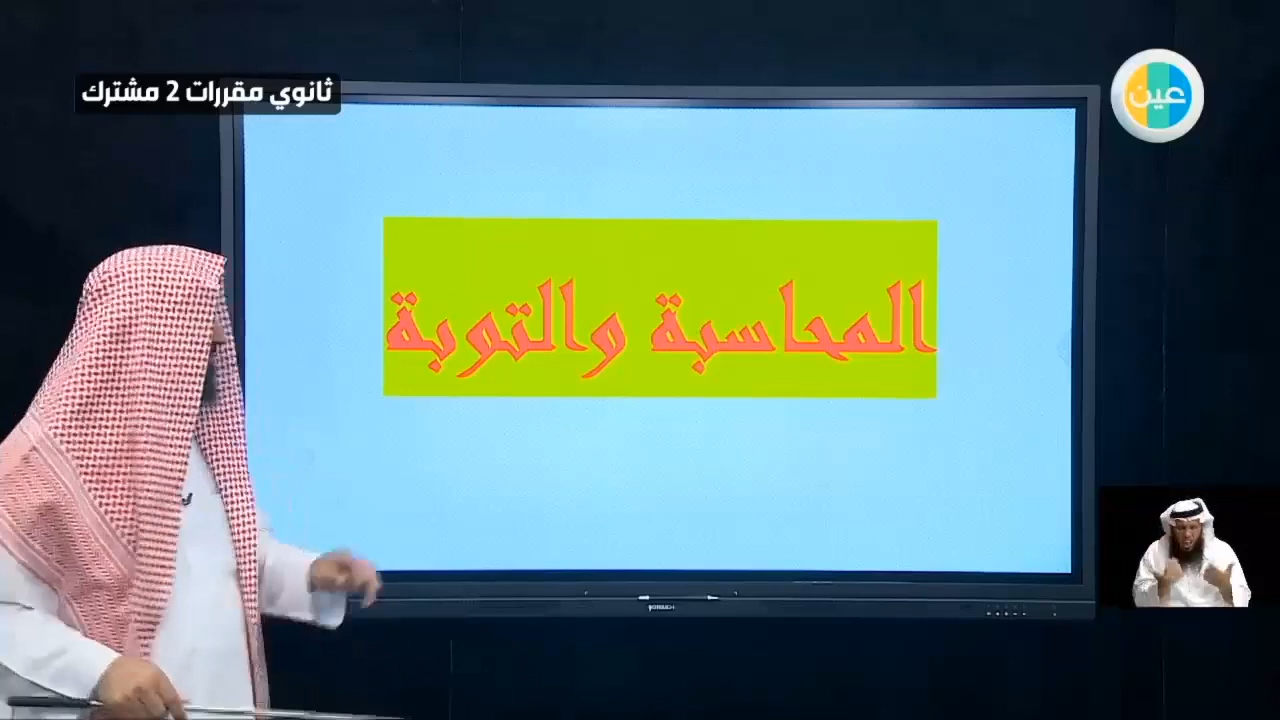 ثانوي مقررات 2 مشترك
عين
المحاسبة والتوبة